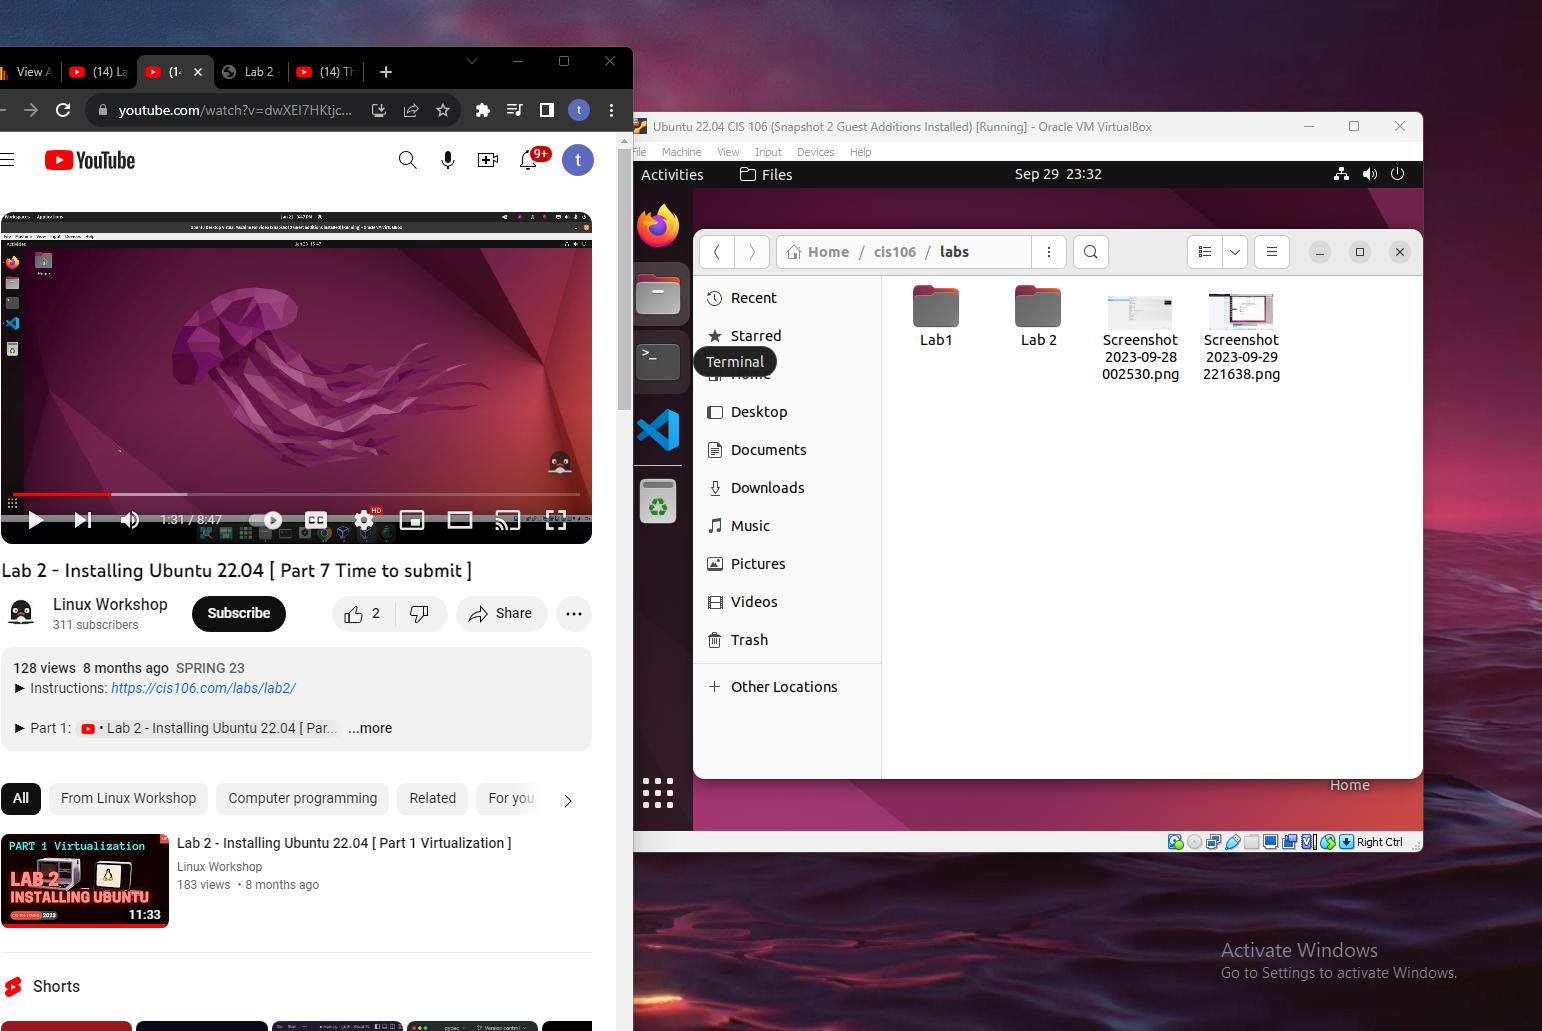 View A
(14) La
(14
Lab 2 -
(14) Th
youtube.com/watch?v=dwXEI7HKtjc...
t
YouTube
9+
t
1:31 / 8:47
CC
HD
Lab 2 - Installing Ubuntu 22.04 [ Part 7 Time to submit ]
Linux Workshop
311 subscribers
Subscribe
2
Share
128 views 8 months ago SPRING 23
► Instructions: https://cis106.com/labs/lab2/
► Part 1: • Lab 2 - Installing Ubuntu 22.04 [ Par... ...more
All
From Linux Workshop
Computer programming
Related
For you
PART 1 Virtualization
LAB 2
INSTALLING UBUNTU
11:33
Lab 2 - Installing Ubuntu 22.04 [ Part 1 Virtualization ]
Linux Workshop
183 views • 8 months ago
Shorts
Ubuntu 22.04 CIS 106 (Snapshot 2 Guest Additions Installed) [Running] - Oracle VM VirtualBox
File Machine View Input Devices Help
Activities
Files
Sep 29 23:32
Home / cis106 / labs
Recent
Starred
Terminal
Home
Desktop
Documents
Downloads
Music
Pictures
Videos
Trash
Other Locations
Lab1
Lab 2
Screenshot
2023-09-28
002530.png
Screenshot
2023-09-29
221638.png
Home
Right Ctrl
Activate Windows
Go to Settings to activate Windows.